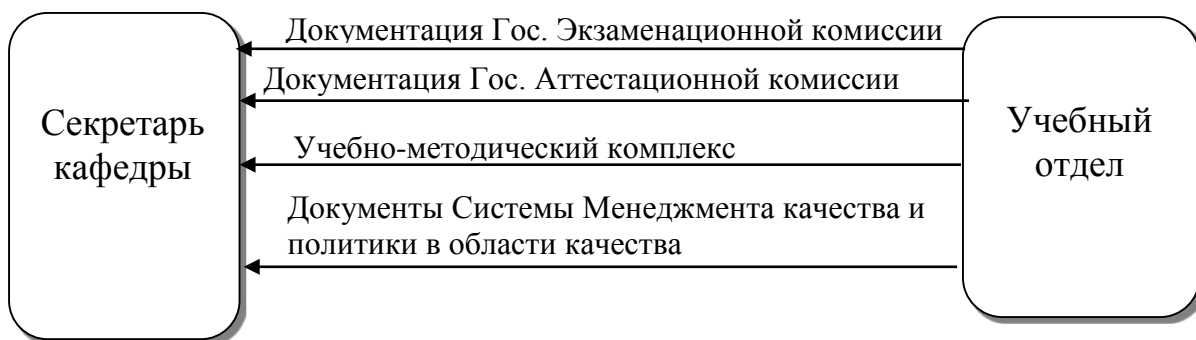 Документация Гос. Экзаменационной комиссии
Документация Гос. Аттестационной комиссии
Секретарь
кафедры
Учебно-методический комплекс
Документы Системы Менеджмента качества и
политики в области качества
Учебный
отдел